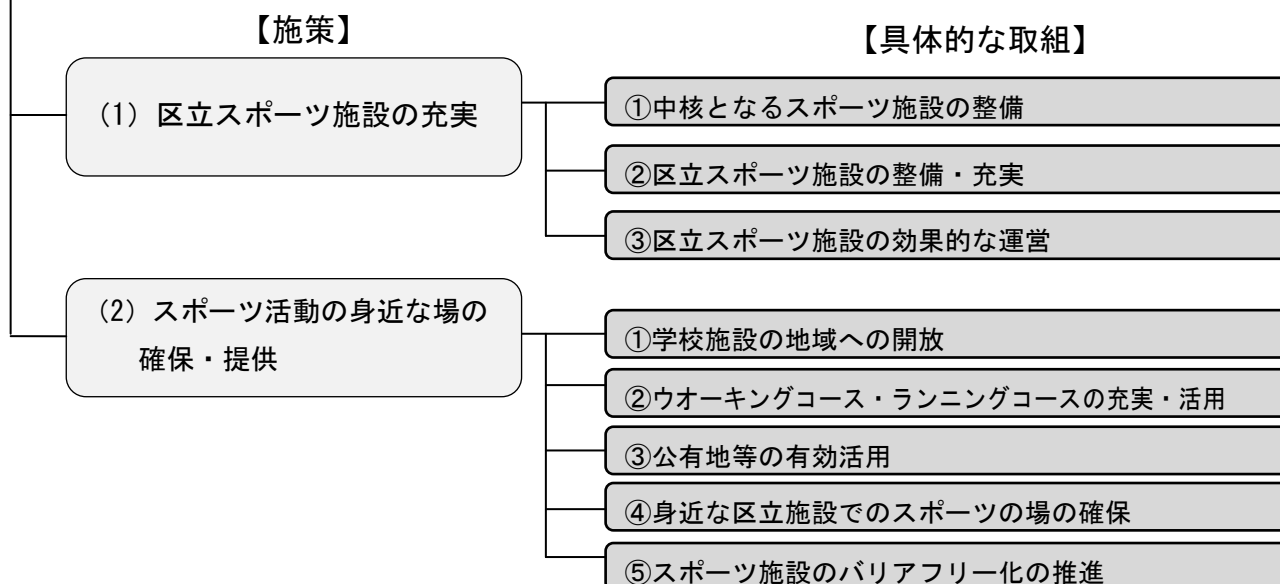 【施策】
【具体的な取組】
(1) 区立スポーツ施設の充実
①中核となるスポーツ施設の整備
②区立スポーツ施設の整備・充実
③区立スポーツ施設の効果的な運営
(2) スポーツ活動の身近な場の
確保・提供
①学校施設の地域への開放
②ウオーキングコース・ランニングコースの充実・活用
③公有地等の有効活用
④身近な区立施設でのスポーツの場の確保
⑤スポーツ施設のバリアフリー化の推進